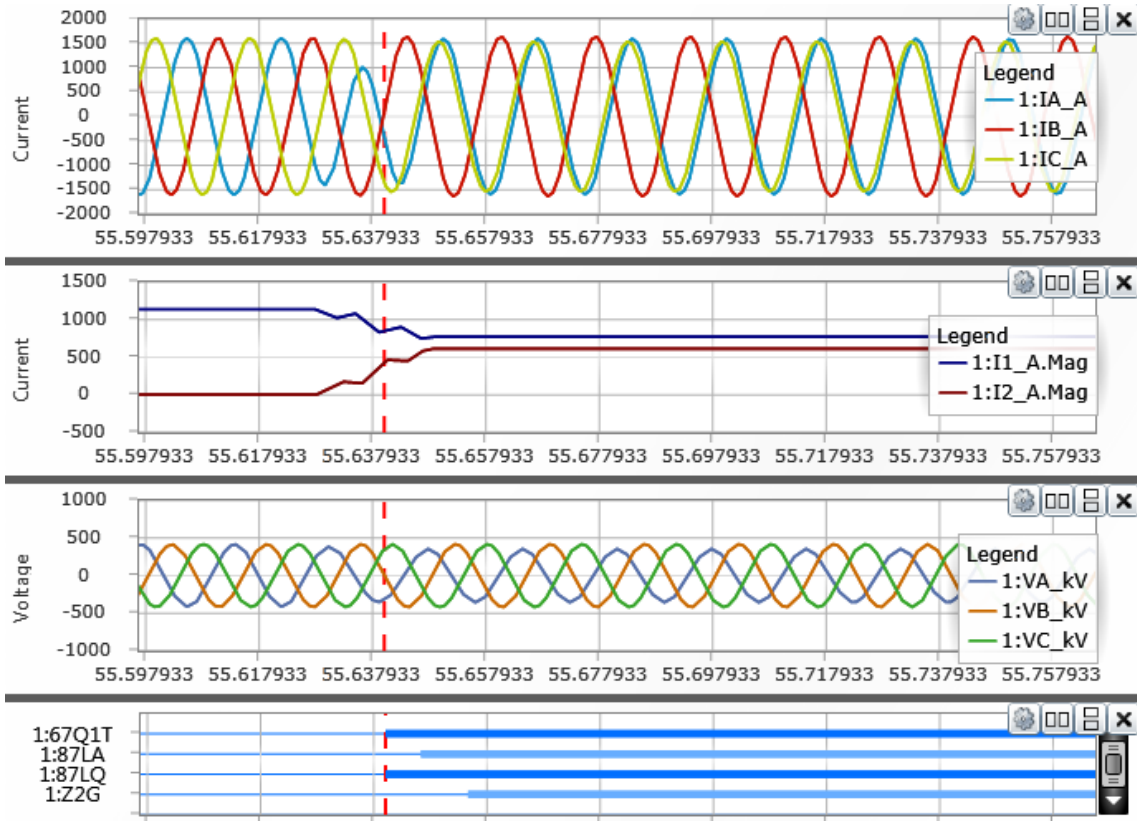 2000
1500
1000
500
0
-500
-1000
-1500
-2000
Current
Legend
1:IA_A
1:IB_A
1:IC_A
55.597933 55.617933 55.637933 55.657933 55.677933 55.697933 55.717933 55.737933 55.757933
1500
1000
500
0
-500
Current
Legend
1:I1_A.Mag
1:I2_A.Mag
55.597933 55.617933 55.637933 55.657933 55.677933 55.697933 55.717933 55.737933 55.757933
1000
500
0
-500
-1000
Voltage
Legend
1:VA_kV
1:VB_kV
1:VC_kV
55.597933 55.617933 55.637933 55.657933 55.677933 55.697933 55.717933 55.737933 55.757933
1:67Q1T
1:87LA
1:87LQ
1:Z2G